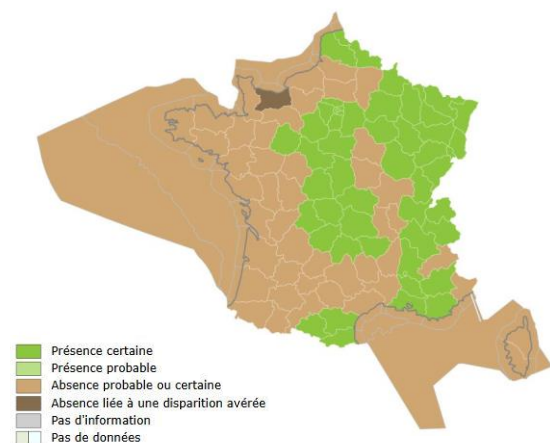 Présence certaine
Présence probable
Absence probable ou certaine
Absence liée à une disparition avérée
Pas d'information
Pas de données